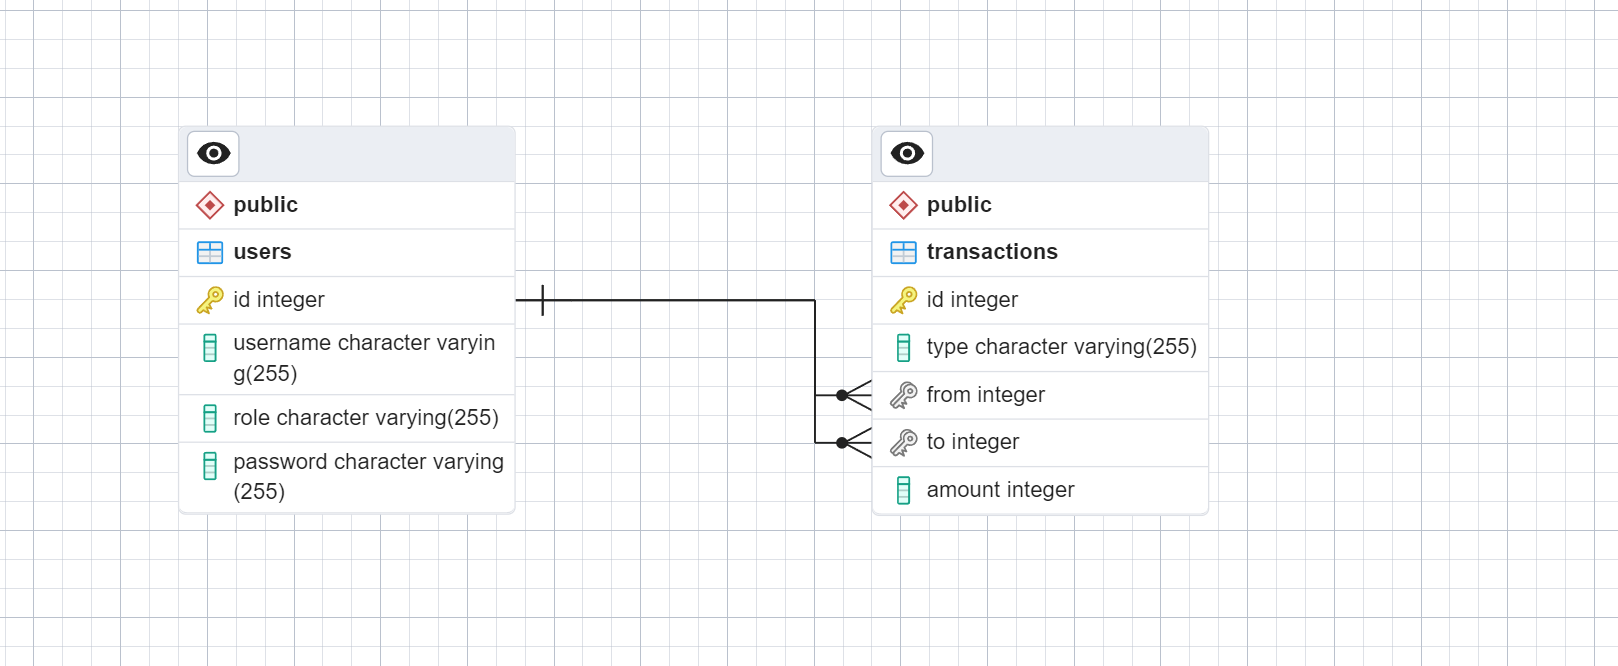 public
users
id integer
username character varyin
g(255)
role character varying(255)
password character varying
(255)
public
transactions
id integer
type character varying(255)
from integer
to integer
amount integer